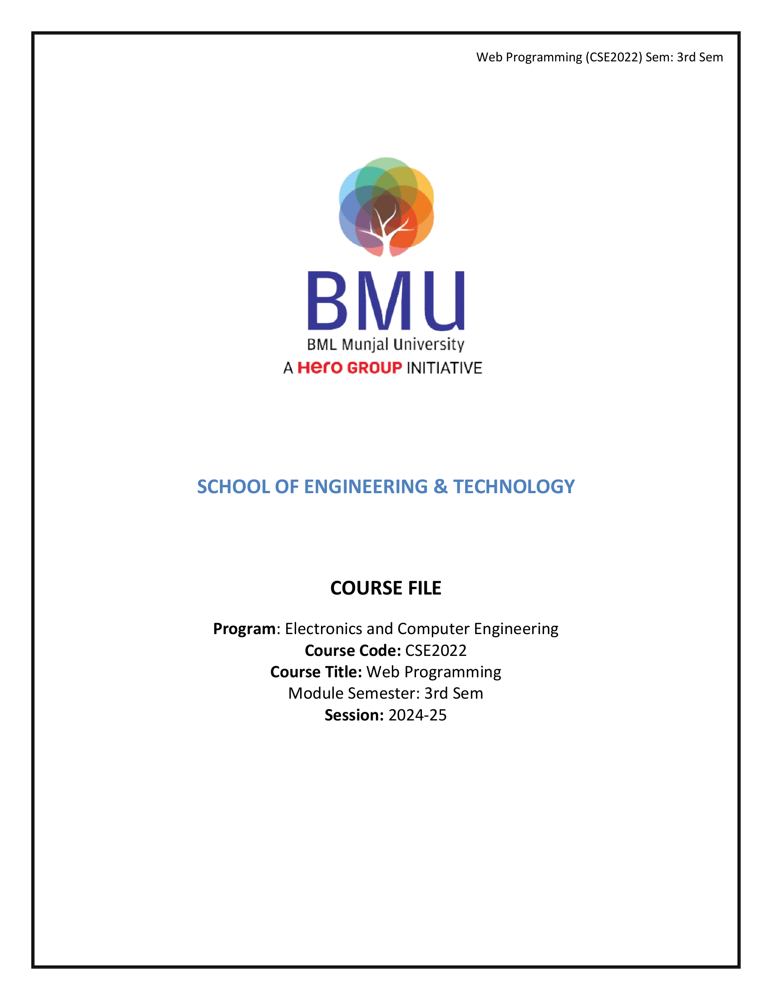 Web Programming (CSE2022) Sem: 3rd Sem
BMU
BML Munjal University
A Hero GROUP INITIATIVE
SCHOOL OF ENGINEERING & TECHNOLOGY
COURSE FILE
Program: Electronics and Computer Engineering
Course Code: CSE2022
Course Title: Web Programming
Module Semester: 3rd Sem
Session: 2024-25